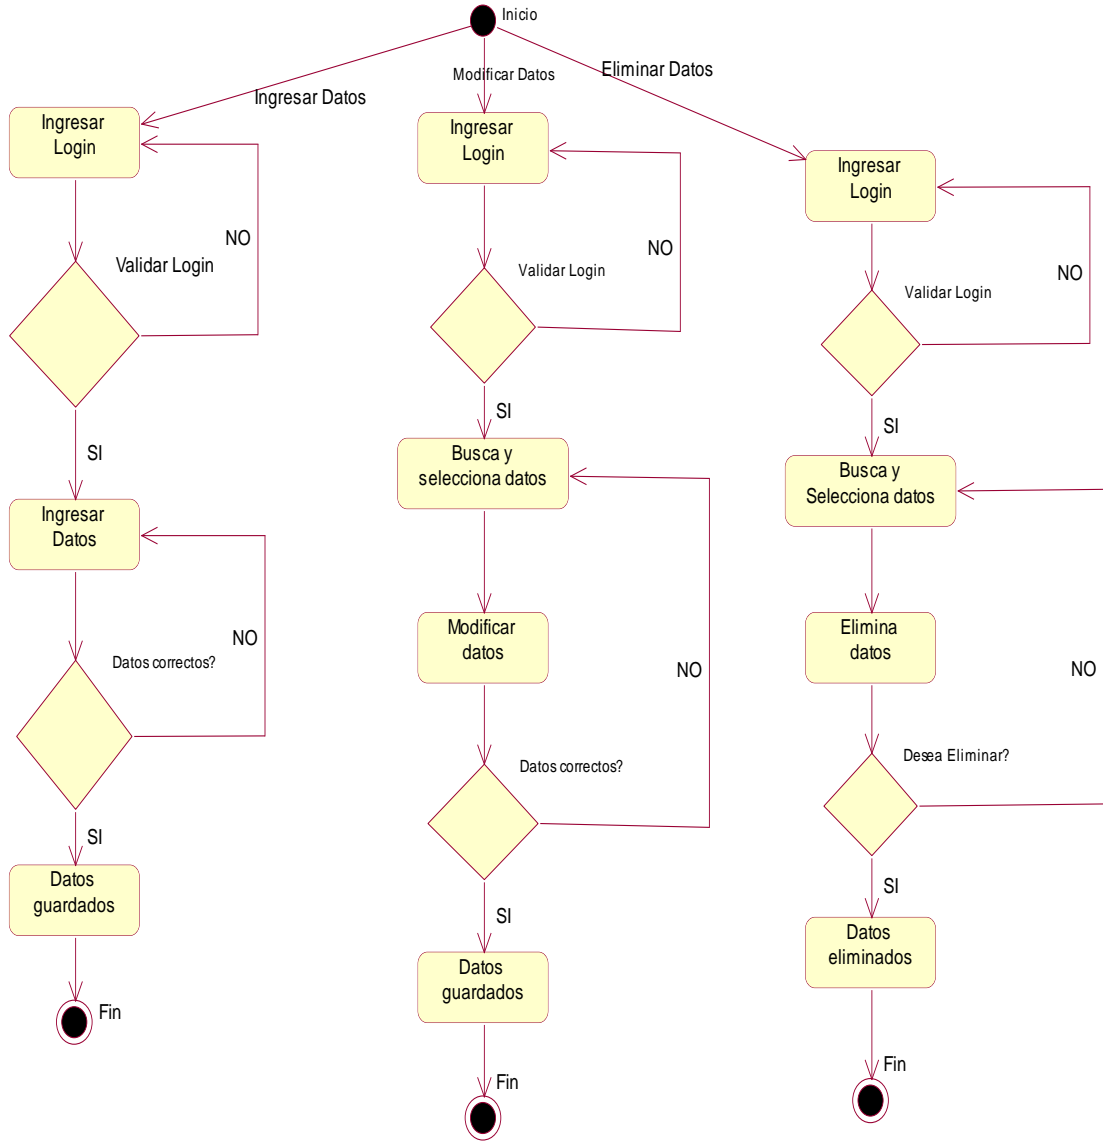 Inicio
Ingresar Datos
Modificar Datos
Eliminar Datos
Ingresar
Login
NO
Validar Login
SI
Ingresar
Datos
NO
Datos correctos?
SI
Datos
guardados
Fin
Ingresar
Login
NO
Validar Login
SI
Busca y
selecciona datos
Modificar
datos
NO
Datos correctos?
SI
Datos
guardados
Fin
Ingresar
Login
NO
Validar Login
SI
Busca y
Selecciona datos
Elimina
datos
NO
Desea Eliminar?
SI
Datos
eliminados
Fin